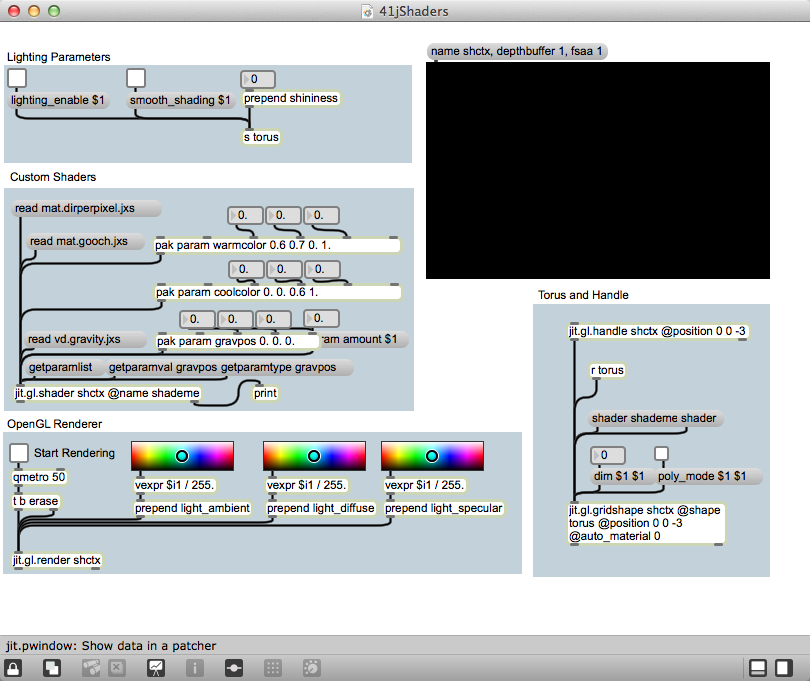 41jShaders
Lighting Parameters
lighting_enable $1
smooth_shading $1
0
prepend shininess
s torus
name shctx, depthbuffer 1, fsaa 1
Custom Shaders
read mat.dirperpixel.jxs
0. 0. 0.
read mat.gooch.jxs
pak param warmcolor 0.6 0.7 0. 1.
0. 0. 0.
pak param coolcolor 0. 0. 0.6 1.
0. 0. 0. 0.
read vd.gravity.jxs
pak param gravpos 0. 0. 0.
ram amount $1
getparamlist
getparamval gravpos
getparamtype gravpos
jit.gl.shader shctx @name shademe
print
Torus and Handle
jit.gl.handle shctx @position 0 0 -3
r torus
shader shademe shader
0
dim $1 $1
poly_mode $1 $1
jit.gl.gridshape shctx @shape
torus @position 0 0 -3
@auto_material 0
OpenGL Renderer
Start Rendering
qmetro 50
t b erase
vexpr $i1 / 255.
vexpr $i1 / 255.
vexpr $i1 / 255.
prepend light_ambient
prepend light_diffuse
prepend light_specular
jit.gl.render shctx
jit.pwindow: Show data in a patcher